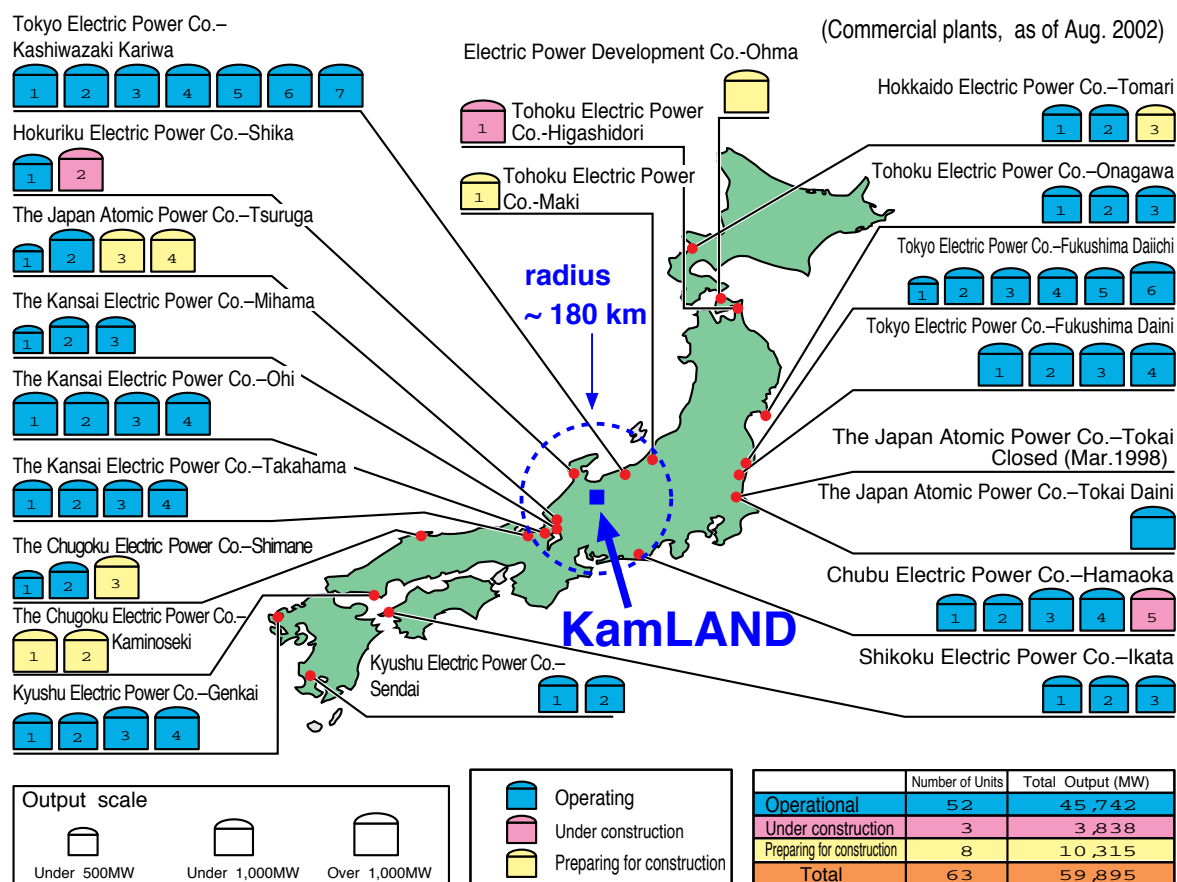 Tokyo Electric Power Co.–
Kashiwazaki Kariwa
1 2 3 4 5 6 7
Hokuriku Electric Power Co.–Shika
1 2
The Japan Atomic Power Co.–Tsuruga
1 2 3 4
The Kansai Electric Power Co.–Mihama
1 2 3
The Kansai Electric Power Co.–Ohi
1 2 3 4
The Kansai Electric Power Co.–Takahama
1 2 3 4
The Chugoku Electric Power Co.–Shimane
1 2 3
The Chugoku Electric Power Co.–
Kaminoseki
1 2
Kyushu Electric Power Co.–Genkai
1 2 3 4
Electric Power Development Co.-Ohma
1 Tohoku Electric Power
Co.-Higashidori
Tohoku Electric Power
1 Co.-Maki
radius
~ 180 km
KamLAND
Kyushu Electric Power Co.–
Sendai
1 2
(Commercial plants, as of Aug. 2002)
Hokkaido Electric Power Co.–Tomari
1 2 3
Tohoku Electric Power Co.–Onagawa
1 2 3
Tokyo Electric Power Co.–Fukushima Daiichi
1 2 3 4 5 6
Tokyo Electric Power Co.–Fukushima Daini
1 2 3 4
The Japan Atomic Power Co.–Tokai
Closed (Mar.1998)
The Japan Atomic Power Co.–Tokai Daini
Chubu Electric Power Co.–Hamaoka
1 2 3 4 5
Shikoku Electric Power Co.–Ikata
1 2 3
Output scale
Under 500MW Under 1,000MW Over 1,000MW
Operating
Under construction
Preparing for construction
Number of Units Total Output (MW)
Operational 52 45,742
Under construction 3 3,838
Preparing for construction 8 10,315
Total 63 59,895